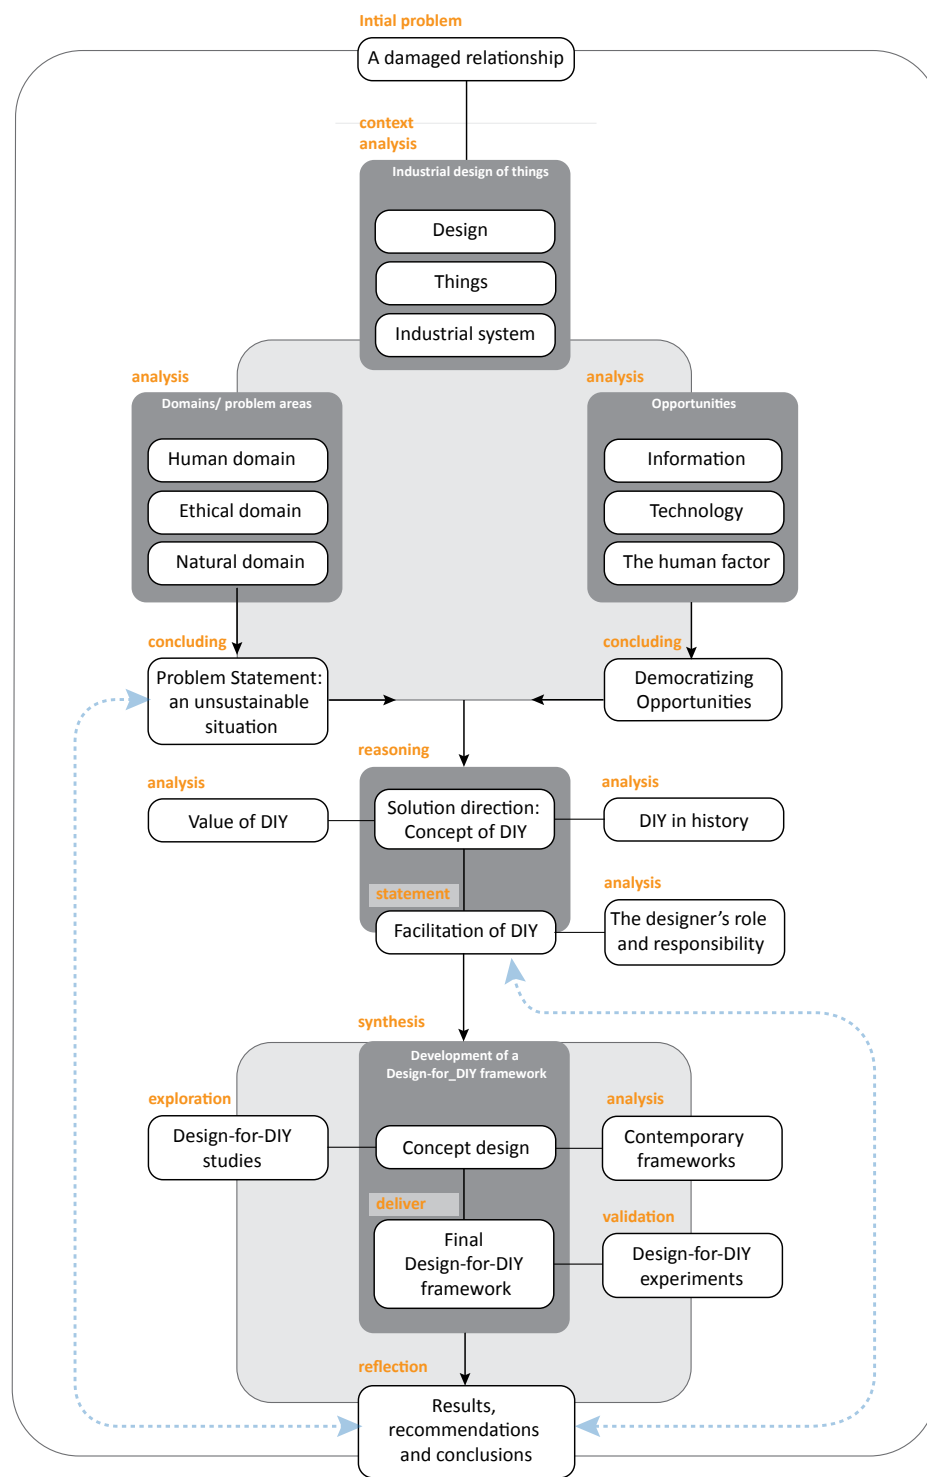 Intial problem
A damaged relationship
context
analysis
Industrial design of things
Design
Things
Industrial system
analysis
Domains/ problem areas
Human domain
Ethical domain
Natural domain
analysis
Opportunities
Information
Technology
The human factor
concluding
Problem Statement:
an unsustainable
situation
concluding
Democratizing
Opportunities
reasoning
analysis
Value of DIY
Solution direction:
Concept of DIY
analysis
DIY in history
statement
Facilitation of DIY
analysis
The designer's role
and responsibility
synthesis
Development of a
Design-for_DIY framework
exploration
Design-for-DIY
studies
Concept design
analysis
Contemporary
frameworks
deliver
Final
Design-for-DIY
framework
validation
Design-for-DIY
experiments
reflection
Results,
recommendations
and conclusions